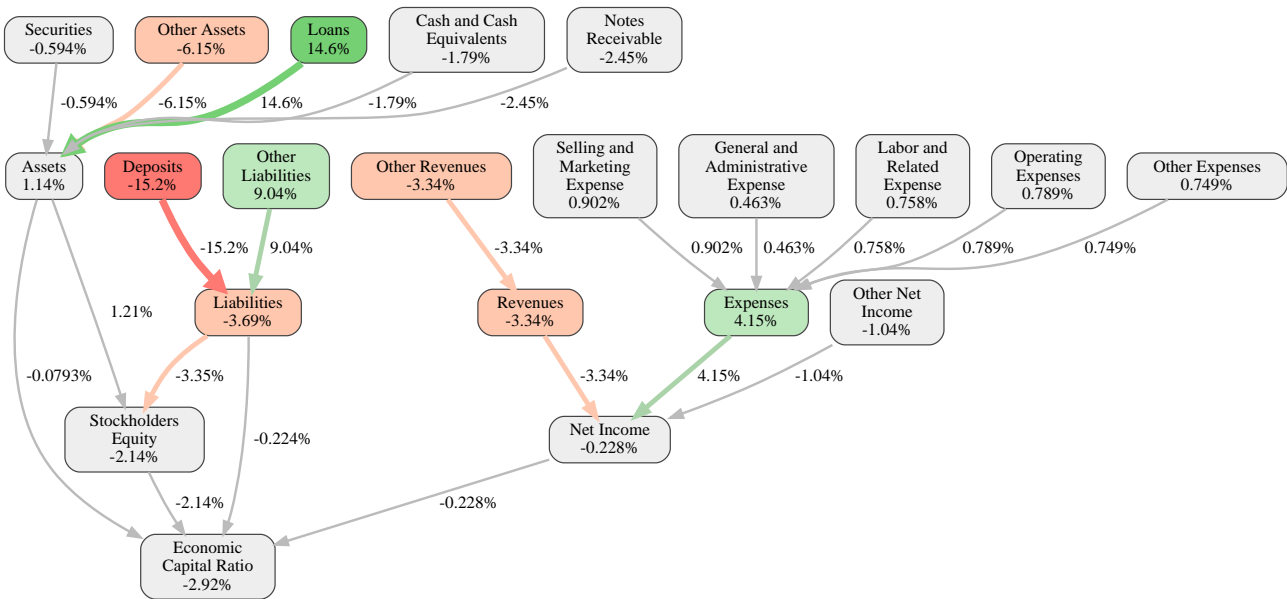 Securities
-0.594%
Other Assets
-6.15%
Loans
14.6%
Cash and Cash
Equivalents
-1.79%
Notes
Receivable
-2.45%
-0.594%
-6.15%
14.6%
-1.79%
-2.45%
Assets
1.14%
Deposits
-15.2%
Other
Liabilities
9.04%
Other Revenues
-3.34%
Selling and
Marketing
Expense
0.902%
General and
Administrative
Expense
0.463%
Labor and
Related
Expense
0.758%
Operating
Expenses
0.789%
Other Expenses
0.749%
-15.2%
9.04%
-3.34%
0.902%
0.463%
0.758%
0.789%
0.749%
1.21%
Liabilities
-3.69%
Revenues
-3.34%
Expenses
4.15%
Other Net
Income
-1.04%
-0.0793%
-3.35%
-3.34%
4.15%
-1.04%
Stockholders
Equity
-2.14%
-0.224%
Net Income
-0.228%
-2.14%
-0.228%
Economic
Capital Ratio
-2.92%